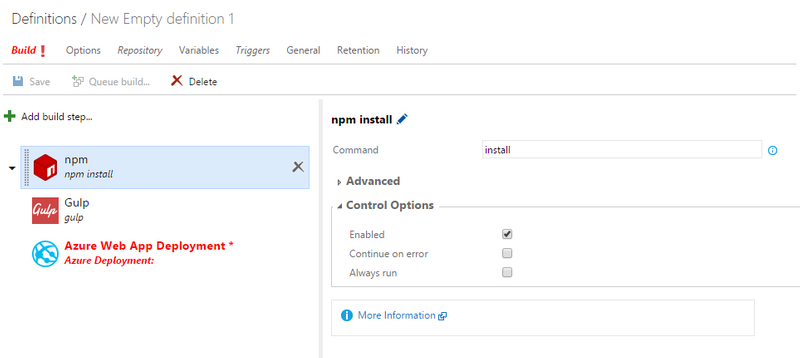 Definitions / New Empty definition 1
Build ! Options Repository Variables Triggers General Retention History
Save Queue build... Delete
Add build step...
npm
npm install
Gulp
Gulp
gulp
Azure Web App Deployment *
Azure Deployment:
npm install
Command install
Advanced
Control Options
Enabled
Continue on error
Always run
More Information